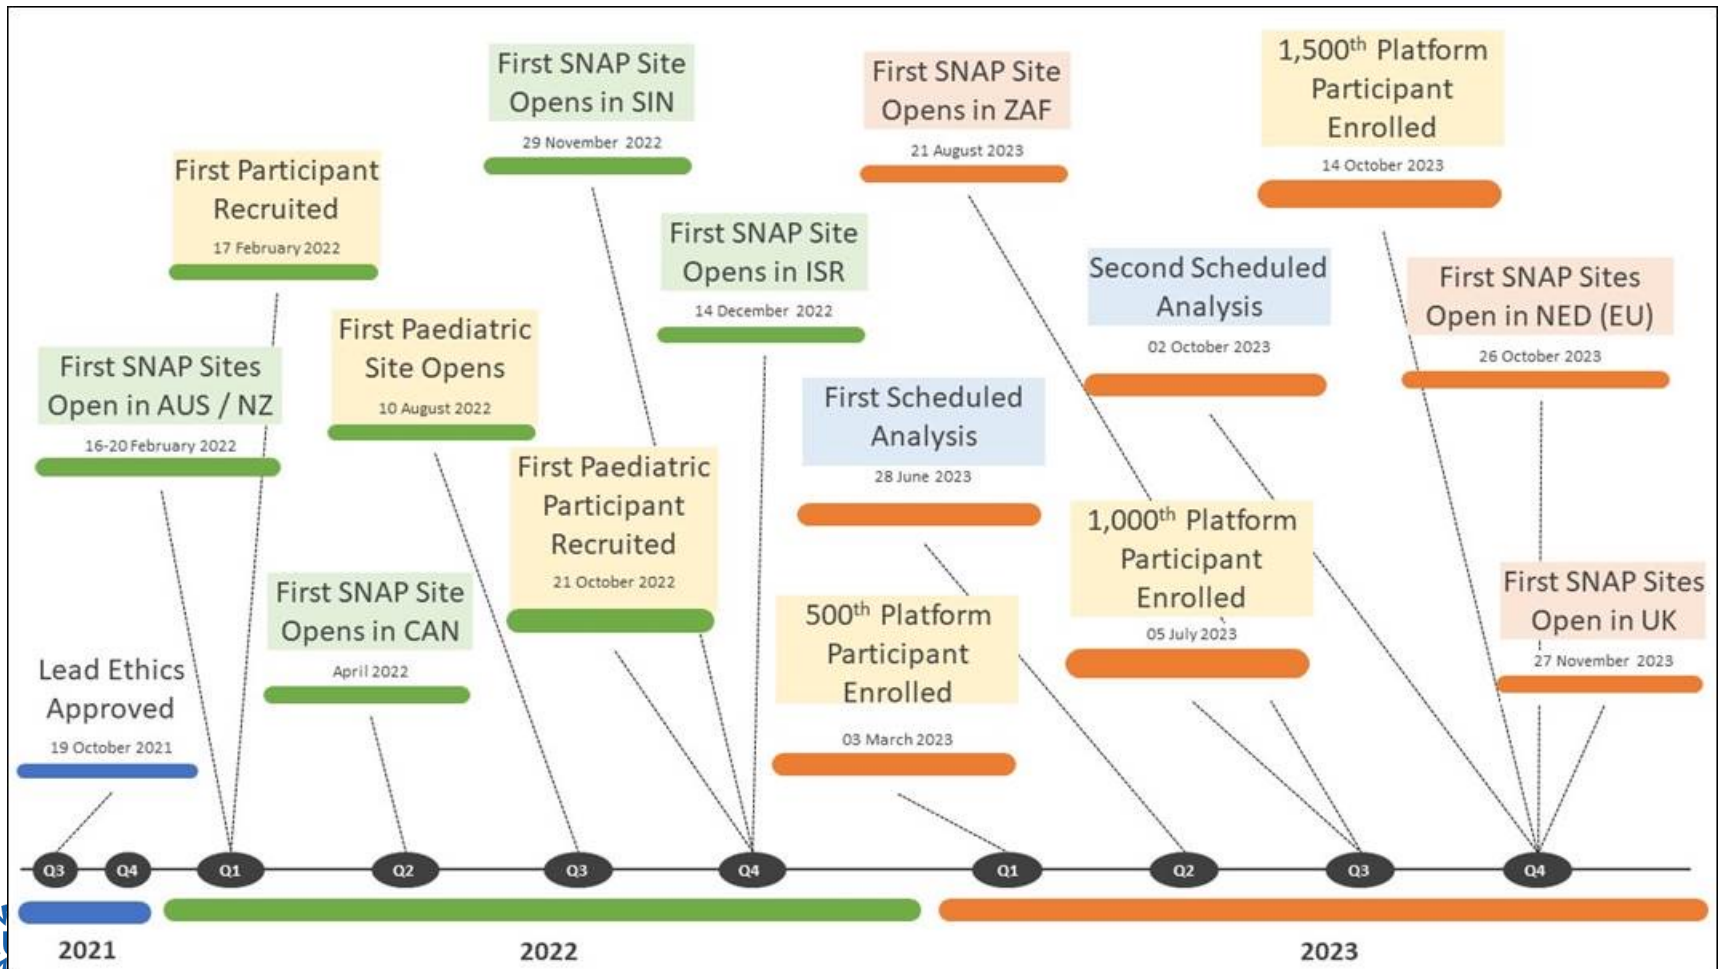 First SNAP Site
Opens in SIN
29 November 2022
First SNAP Site
Opens in ZAF
21 August 2023
1,500th Platform
Participant
Enrolled
14 October 2023
First Participant
Recruited
17 February 2022
First SNAP Site
Opens in ISR
14 December 2022
Second Scheduled
Analysis
02 October 2023
First SNAP Sites
Open in NED (EU)
26 October 2023
First SNAP Sites
Open in AUS / NZ
16-20 February 2022
First Paediatric
Site Opens
10 August 2022
First Scheduled
Analysis
28 June 2023
First Paediatric
Participant
Recruited
21 October 2022
1,000th Platform
Participant
Enrolled
05 July 2023
First SNAP Site
Opens in CAN
April 2022
500th Platform
Participant
Enrolled
03 March 2023
First SNAP Sites
Open in UK
27 November 2023
Lead Ethics
Approved
19 October 2021
Q3 Q4 Q1 Q2 Q3 Q4 Q1 Q2 Q3 Q4
2021 2022 2023